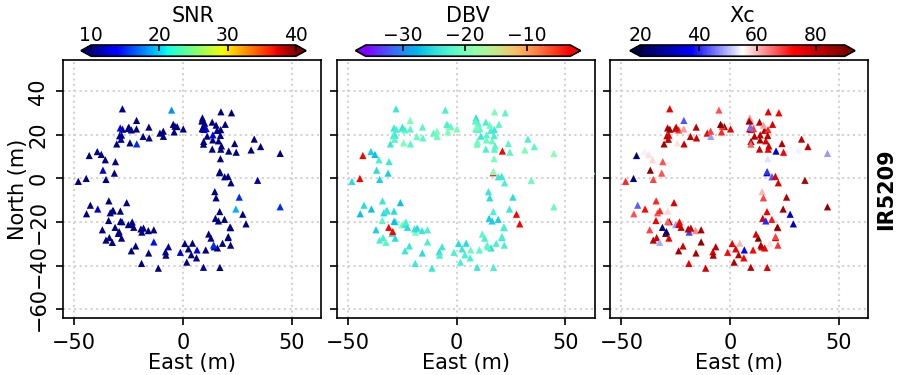 SNR DBV Xc
10 20 30 40 −30 −20 −10 20 40 60 80
40
20
0
−20
−40
−60
North (m)
−50 0 50 −50 0 50 −50 0 50
East (m) East (m) East (m)
IR5209